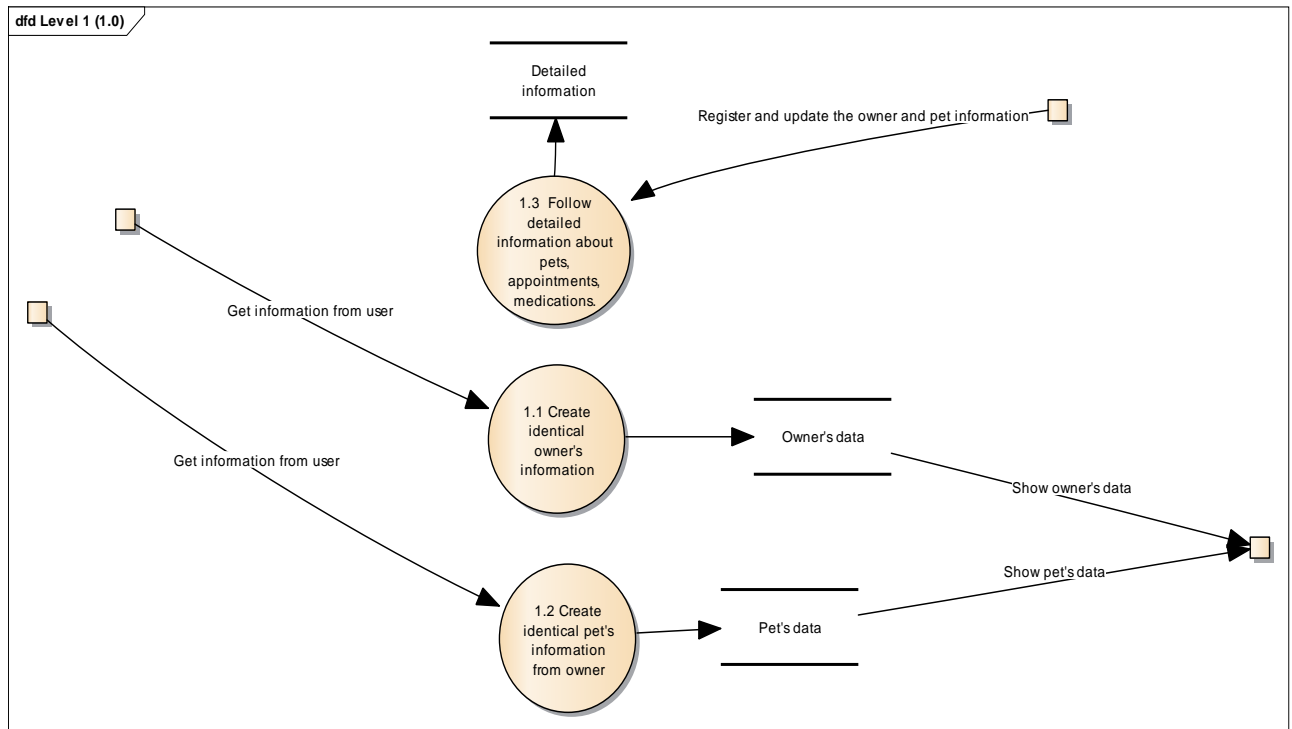 dfd Level 1 (1.0)
Detailed
information
Register and update the owner and pet information
1.3 Follow
detailed
information about
pets,
appointments,
medications.
Get information from user
1.1 Create
identical
owner's
information
Owner's data
Get information from user
Show owner's data
Show pet's data
1.2 Create
identical pet's
information
from owner
Pet's data